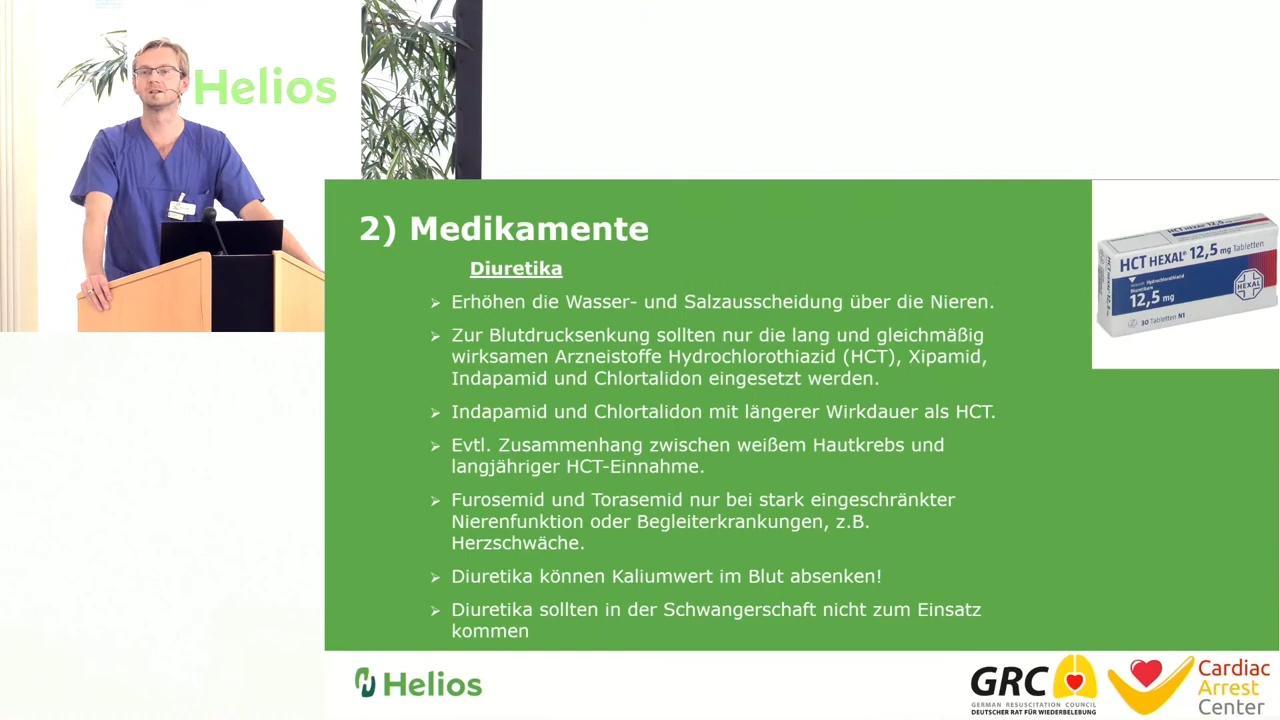 Helios
2) Medikamente
Diuretika
Erhöhen die Wasser- und Salzausscheidung über die Nieren.
Zur Blutdrucksenkung sollten nur die lang und gleichmäßig
wirksamen Arzneistoffe Hydrochlorothiazid (HCT), Xipamid,
Indapamid und Chlortalidon eingesetzt werden.
Indapamid und Chlortalidon mit längerer Wirkdauer als HCT.
Evtl. Zusammenhang zwischen weißem Hautkrebs und
langjähriger HCT-Einnahme.
Furosemid und Torasemid nur bei stark eingeschränkter
Nierenfunktion oder Begleiterkrankungen, z.B.
Herzschwäche.
Diuretika können Kaliumwert im Blut absenken!
Diuretika sollten in der Schwangerschaft nicht zum Einsatz
kommen
HCT HEXAL® 12,5 mg Tabletten
Hydrochlorothiazid
12,5 mg
HEXAL
30 Tabletten N1
Helios
GRC
GERMAN RESUSCITATION COUNCIL
DEUTSCHER RAT FÜR WIEDERBELEBUNG
Cardiac
Arrest
Center